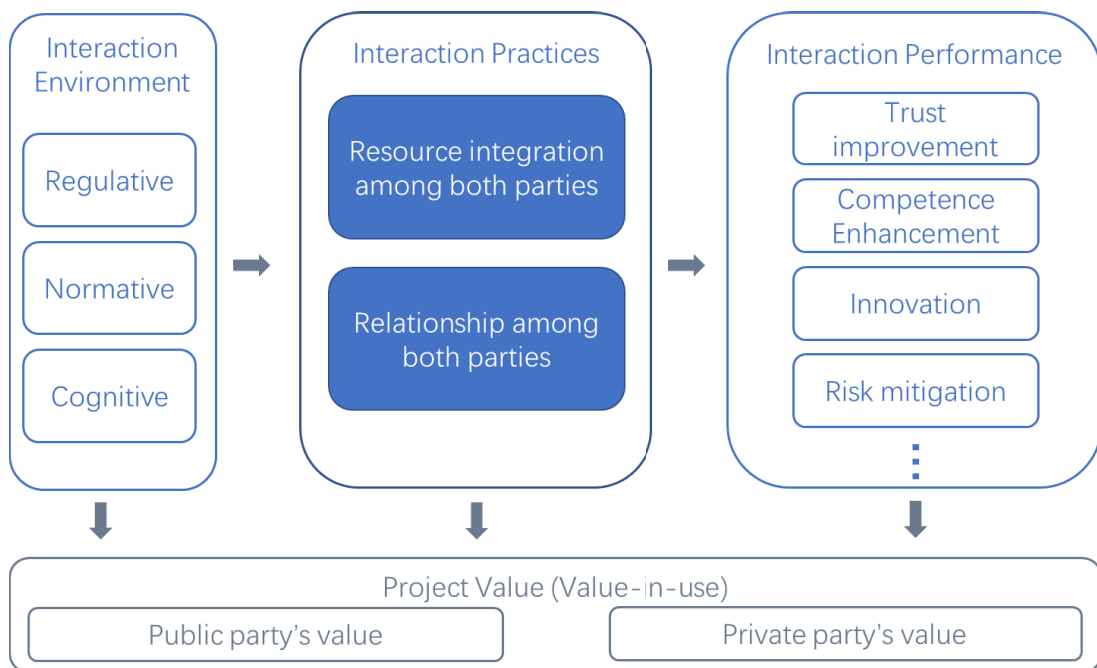 Interaction
Environment
Regulative
Normative
Cognitive
Interaction Practices
Resource integration
among both parties
Relationship among
both parties
Interaction Performance
Trust
improvement
Competence
Enhancement
Innovation
Risk mitigation
Project Value (Value-in-use)
Public party's value
Private party's value